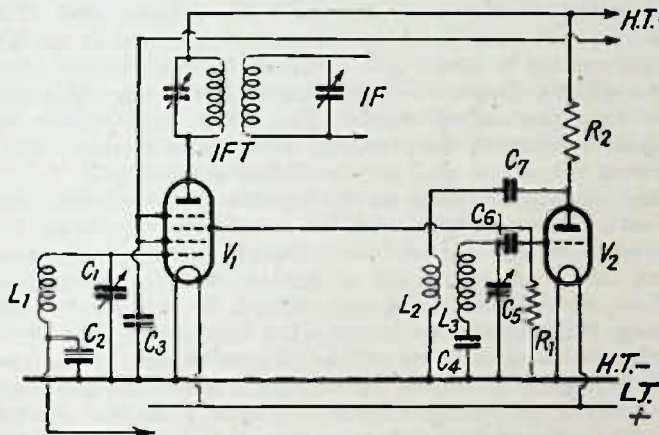 H.T.
IF
IFT
R2
C7
C6
V1
V2
L1
C1
C2
C3
L2
L3
C5
C4
R1
H.T.-
L.T.
+